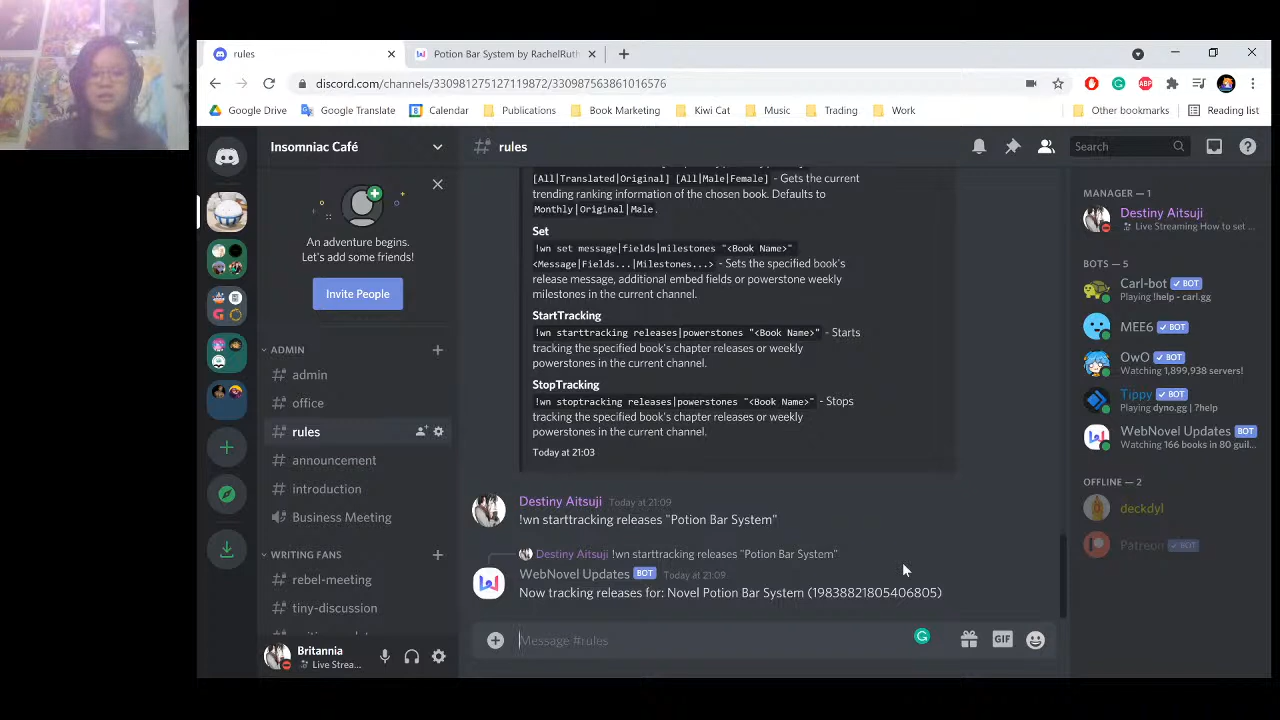 rules
Potion Bar System by RachelRuth
discord.com/channels/330981275127119872/330987563861016576
Google Drive
Google Translate
Calendar
Publications
Book Marketing
Kiwi Cat
Music
Trading
Work
Other bookmarks
Reading list
Insomniac Café
rules
Search
An adventure begins.
Let's add some friends!
Invite People
ADMIN
admin
office
rules
announcement
introduction
Business Meeting
WRITING FANS
rebel-meeting
tiny-discussion
Britannia
Live Strea...
[All|Translated|Original] [All|Male|Female] - Gets the current
trending ranking information of the chosen book. Defaults to
Monthly|Original|Male.
Set
!wn set message|fields|milestones "<Book Name>"
<Message|Fields...|Milestones...> - Sets the specified book's
release message, additional embed fields or powerstone weekly
milestones in the current channel.
StartTracking
!wn starttracking releases|powerstones "<Book Name>" - Starts
tracking the specified book's chapter releases or weekly
powerstones in the current channel.
StopTracking
!wn stoptracking releases|powerstones "<Book Name>" - Stops
tracking the specified book's chapter releases or weekly
powerstones in the current channel.
Today at 21:03
Destiny Aitsuji Today at 21:09
!wn starttracking releases "Potion Bar System"
Destiny Aitsuji !wn starttracking releases "Potion Bar System"
WebNovel Updates BOT Today at 21:09
Now tracking releases for: Novel Potion Bar System (19838821805406805)
Message #rules
GIF
MANAGER — 1
Destiny Aitsuji
Live Streaming How to set ...
BOTS — 5
Carl-bot BOT
Playing !help - carl.gg
MEE6 BOT
OwO BOT
Watching 1,899,938 servers!
Tippy BOT
Playing dyno.gg | ?help
WebNovel Updates BOT
Watching 166 books in 80 guil...
OFFLINE — 2
deckdyl
Patreon BOT